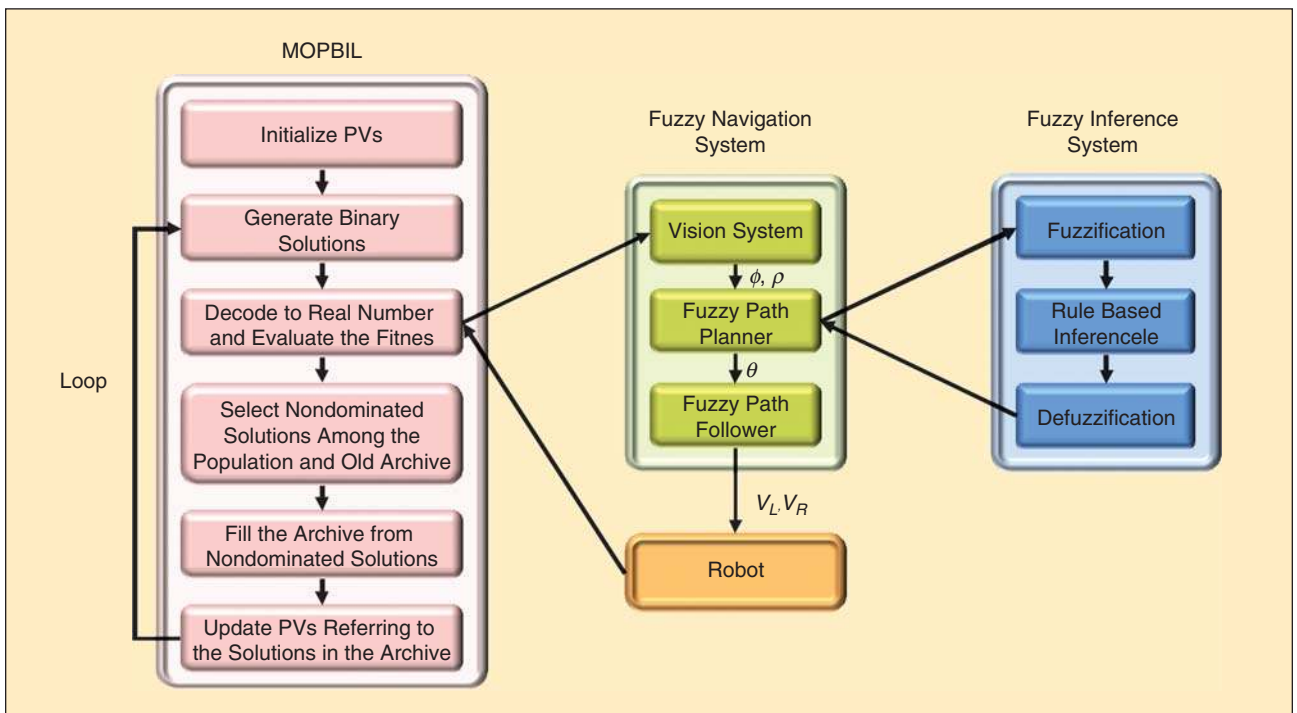 MOPBIL
Initialize PVs
Generate Binary
Solutions
Decode to Real Number
and Evaluate the Fitnes
Select Nondominated
Solutions Among the
Population and Old Archive
Fill the Archive from
Nondominated Solutions
Update PVs Referring to
the Solutions in the Archive
Loop
Fuzzy Navigation
System
Vision System
ϕ, ρ
Fuzzy Path
Planner
θ
Fuzzy Path
Follower
V_L, V_R
Robot
Fuzzy Inference
System
Fuzzification
Rule Based
Inferencele
Defuzzification